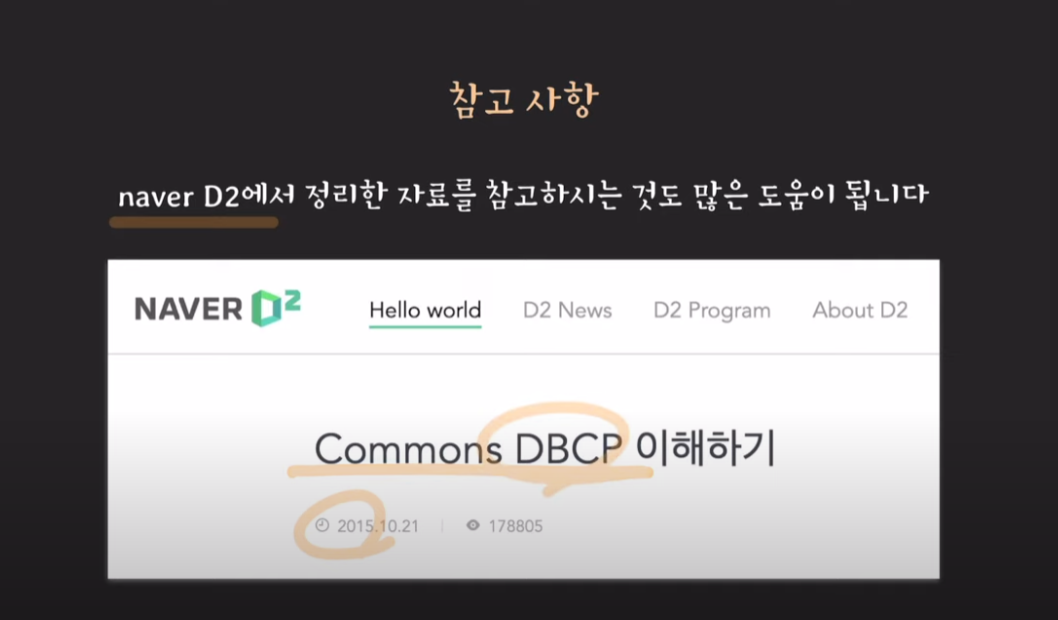 참고 사항
naver D2에서 정리한 자료를 참고하시는 것도 많은 도움이 됩니다
NAVER D2 Hello world D2 News D2 Program About D2
Commons DBCP 이해하기
2015.10.21 178805